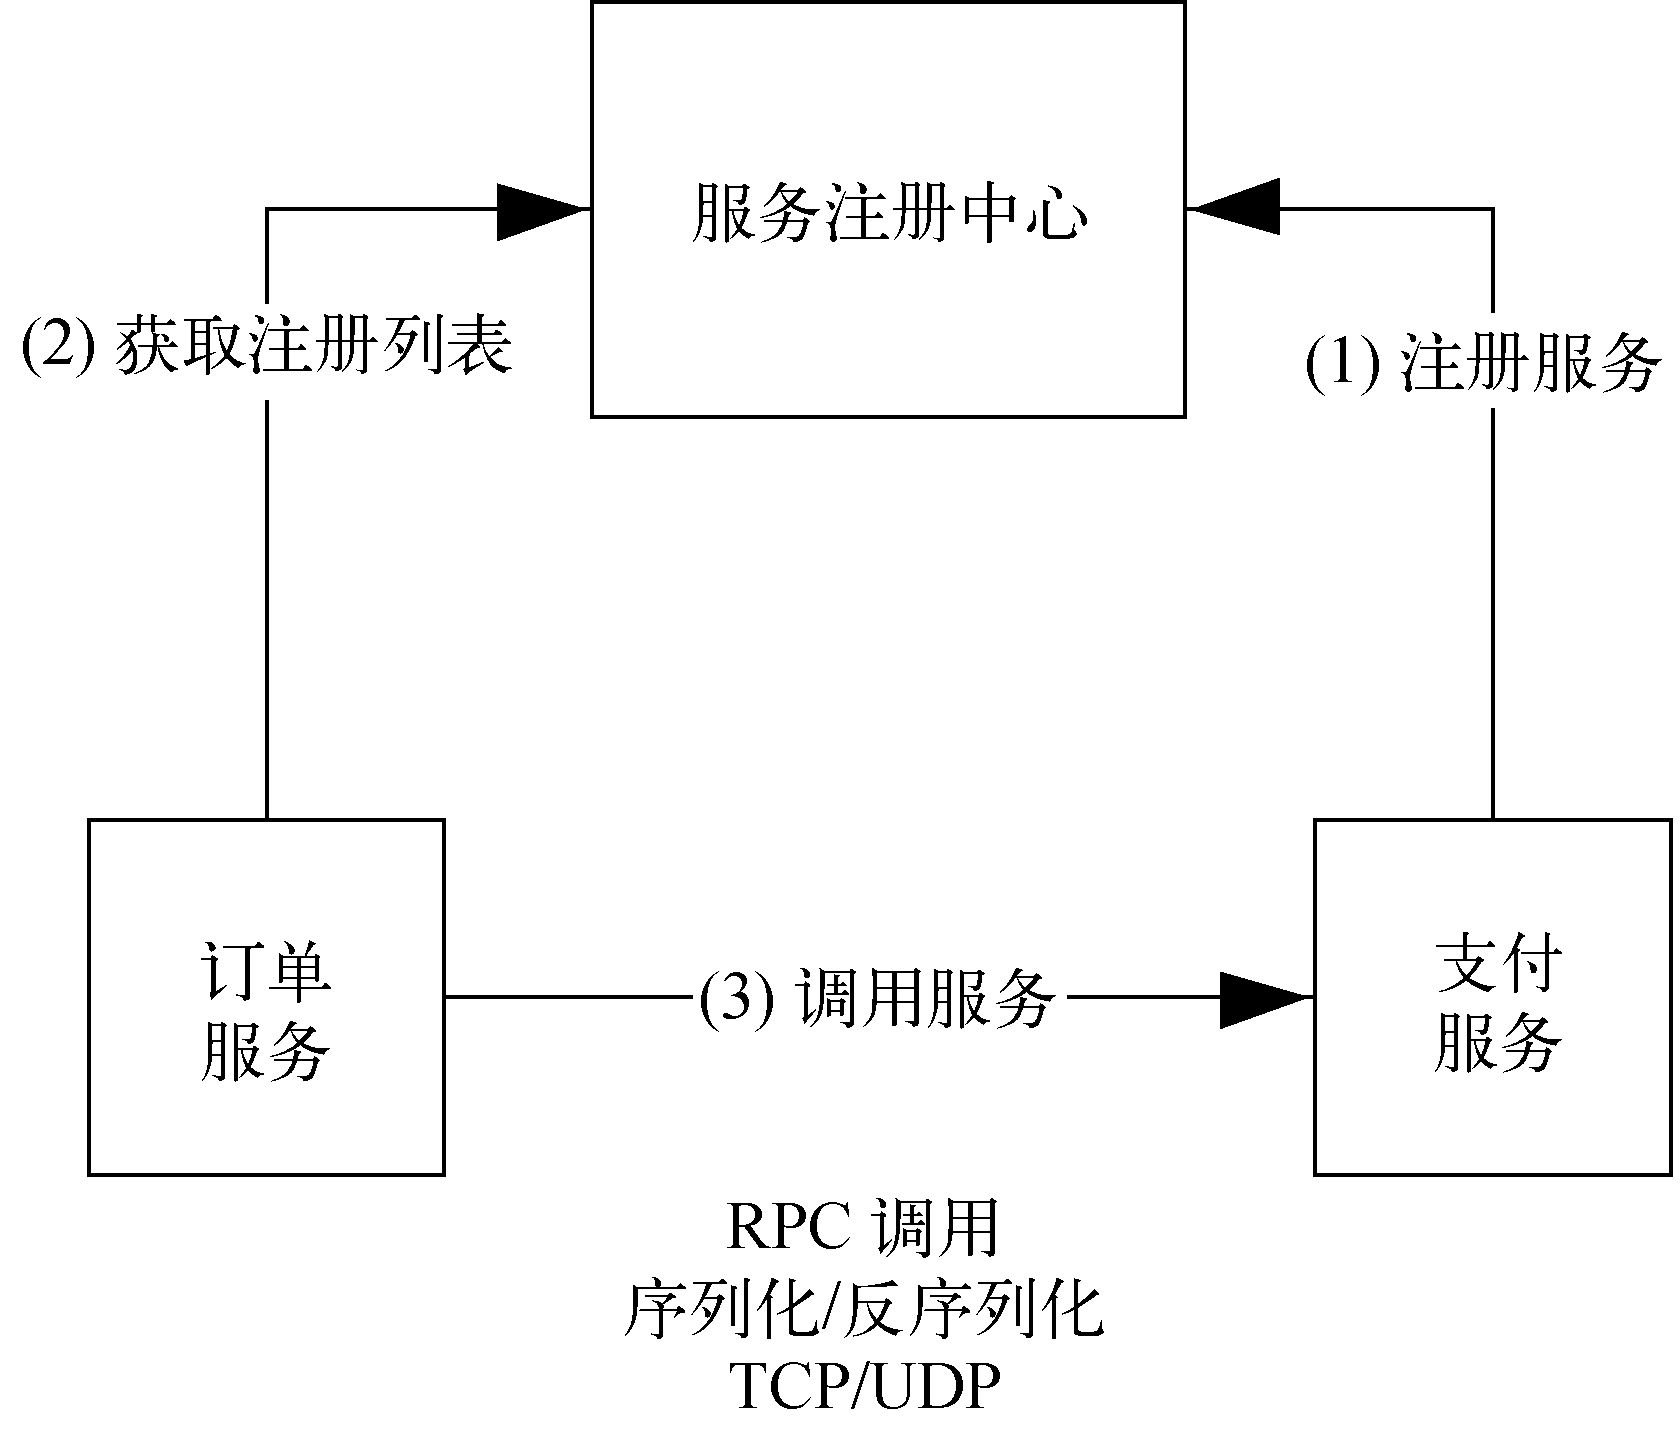 服务注册中心
(2) 获取注册列表
(1) 注册服务
订单
服务
(3) 调用服务
支付
服务
RPC 调用
序列化/反序列化
TCP/UDP